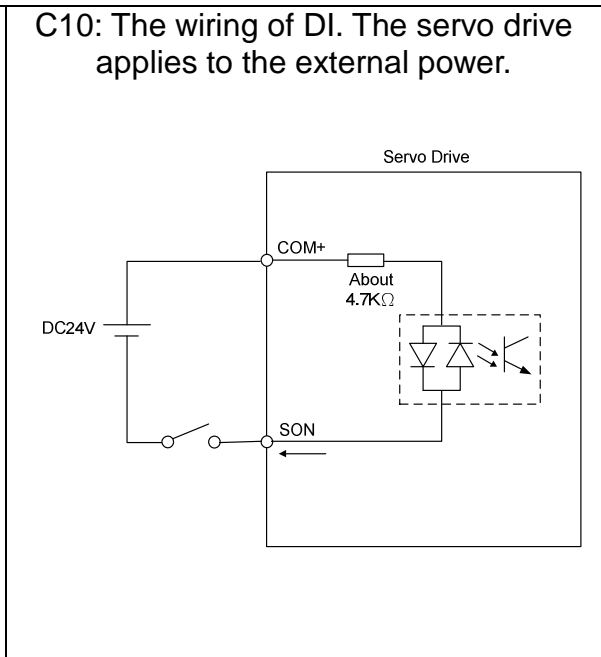 C10: The wiring of DI. The servo drive
applies to the external power.
Servo Drive
COM+
About
4.7KΩ
DC24V
SON